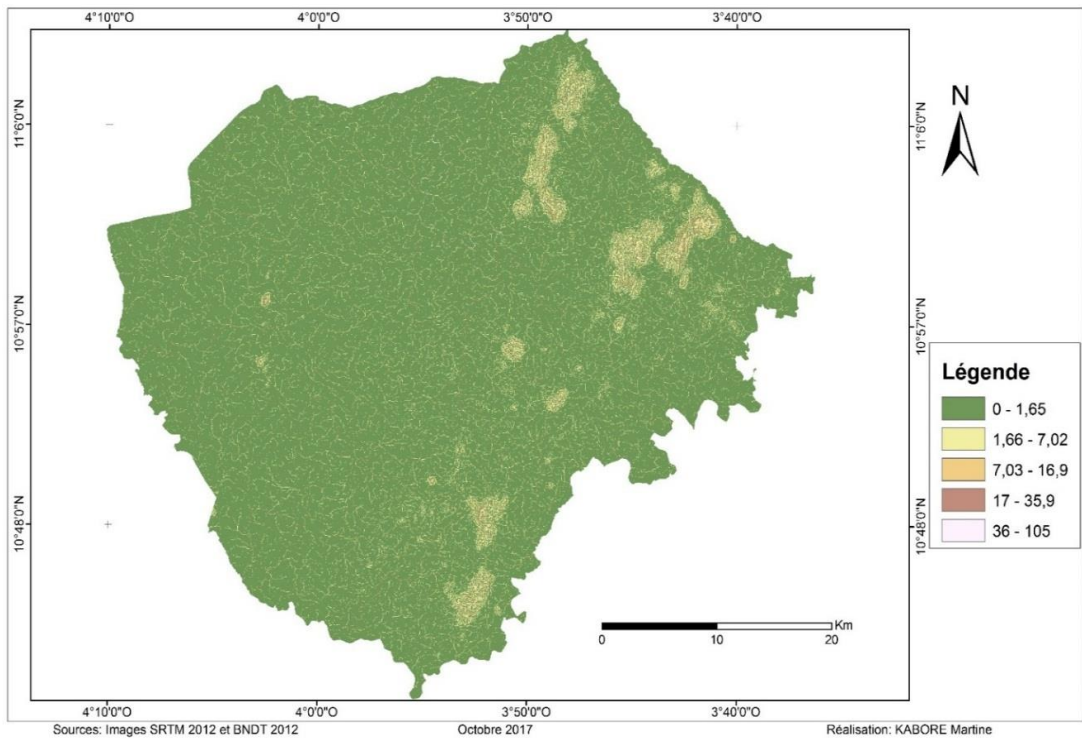 4°10'0"O 4°0'0"O 3°50'0"O 3°40'0"O
11°6'0"N
10°57'0"N
10°48'0"N
N
11°6'0"N
10°57'0"N
10°48'0"N
Légende
0 - 1,65
1,66 - 7,02
7,03 - 16,9
17 - 35,9
36 - 105
Km
0 10 20
4°10'0"O 4°0'0"O 3°50'0"O 3°40'0"O
Sources: Images SRTM 2012 et BNDT 2012 Octobre 2017 Réalisation: KABORE Martine